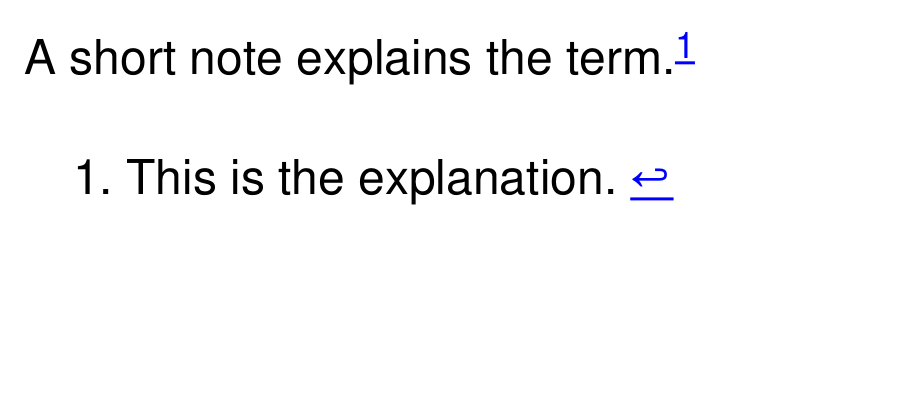 A short note explains the term.1
1. This is the explanation. ↩